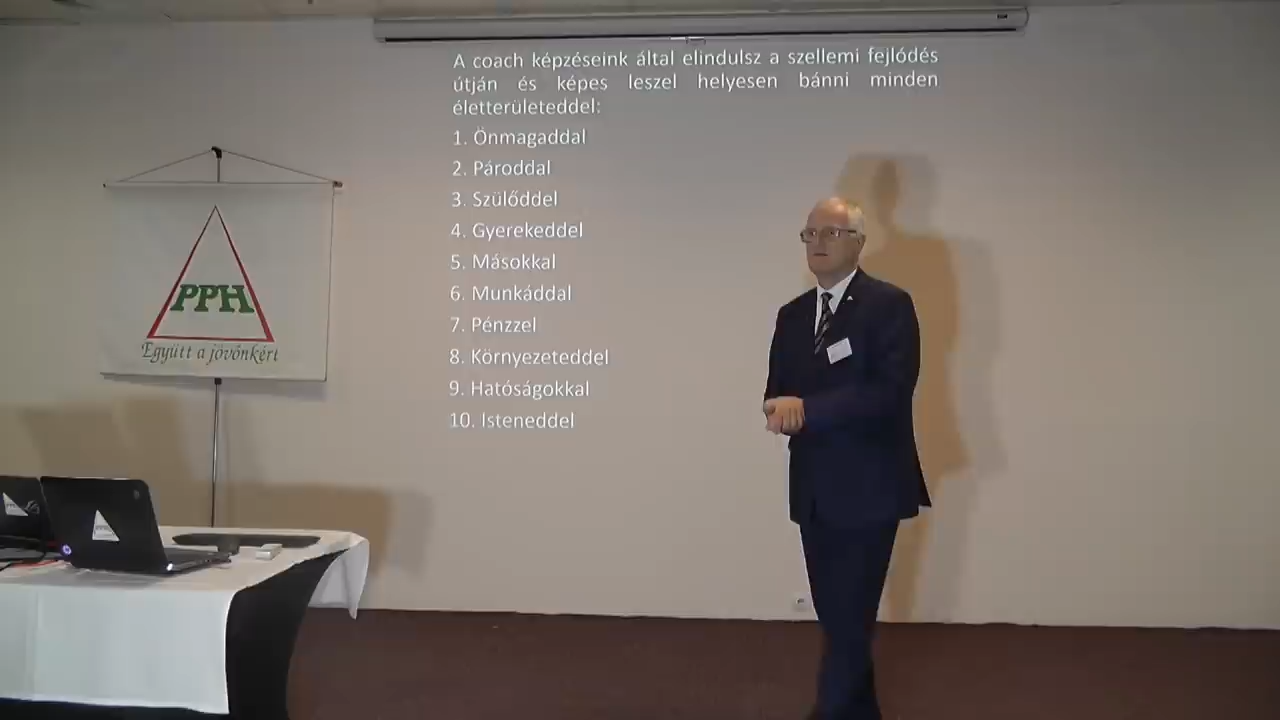 A coach képzéseink által elindulsz a szellemi fejlődés
útján és képes leszel helyesen bánni minden
életterületeddel:
1. Önmagaddal
2. Pároddal
3. Szülőddel
4. Gyerekeddel
5. Másokkal
6. Munkáddal
7. Pénzzel
8. Környezeteddel
9. Hatóságokkal
10. Isteneddel
PPH
Együtt a jövőnkért